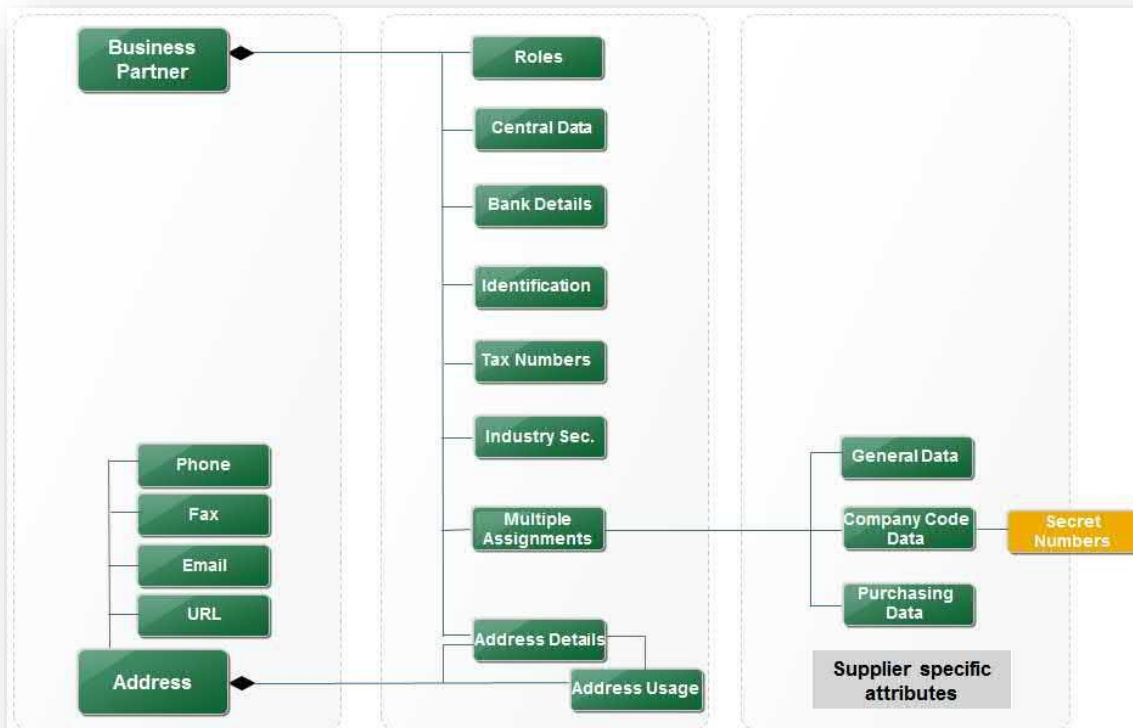 Business
Partner
Roles
Central Data
Bank Details
Identification
Tax Numbers
Industry Sec.
Multiple
Assignments
Address Details
Address Usage
Phone
Fax
Email
URL
Address
General Data
Company Code
Data
Secret
Numbers
Purchasing
Data
Supplier specific
attributes